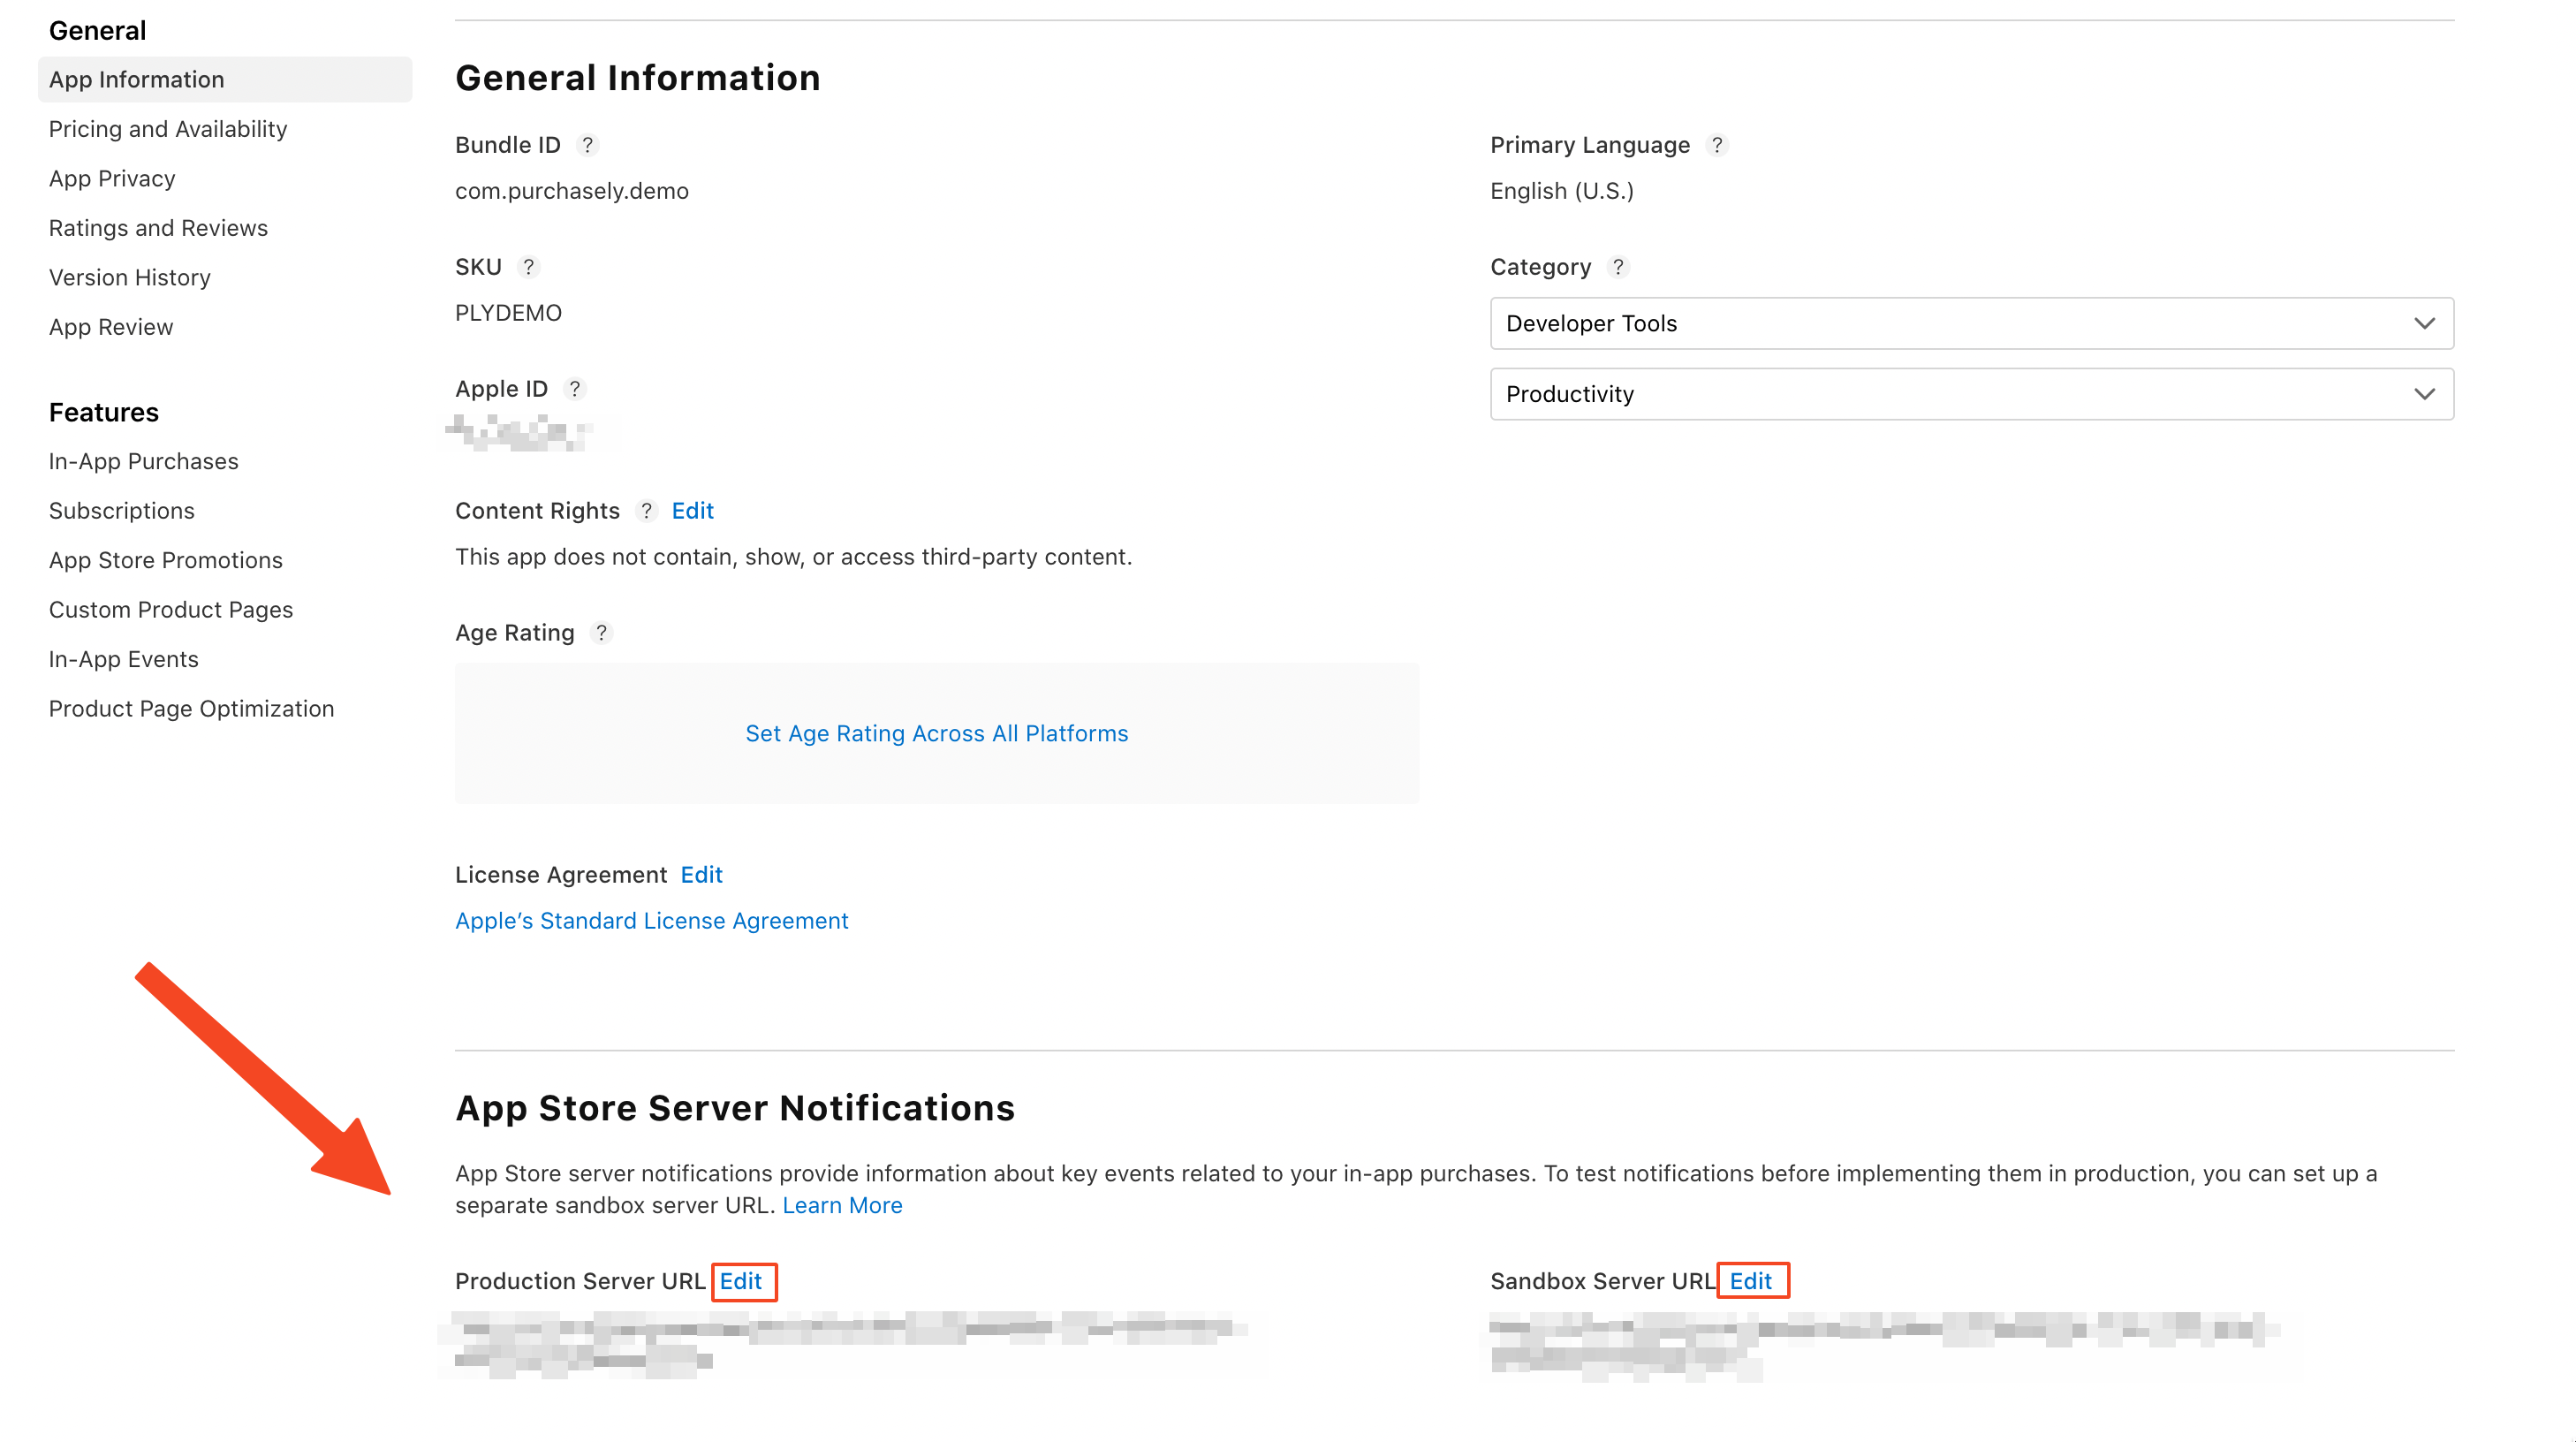 General
App Information
Pricing and Availability
App Privacy
Ratings and Reviews
Version History
App Review
Features
In-App Purchases
Subscriptions
App Store Promotions
Custom Product Pages
In-App Events
Product Page Optimization
General Information
Bundle ID ?
com.purchasely.demo
SKU ?
PLYDEMO
Apple ID ?
Content Rights ? Edit
This app does not contain, show, or access third-party content.
Age Rating ?
Set Age Rating Across All Platforms
License Agreement Edit
Apple’s Standard License Agreement
Primary Language ?
English (U.S.)
Category ?
Developer Tools
Productivity
App Store Server Notifications
App Store server notifications provide information about key events related to your in-app purchases. To test notifications before implementing them in production, you can set up a
separate sandbox server URL. Learn More
Production Server URL Edit
Sandbox Server URL Edit